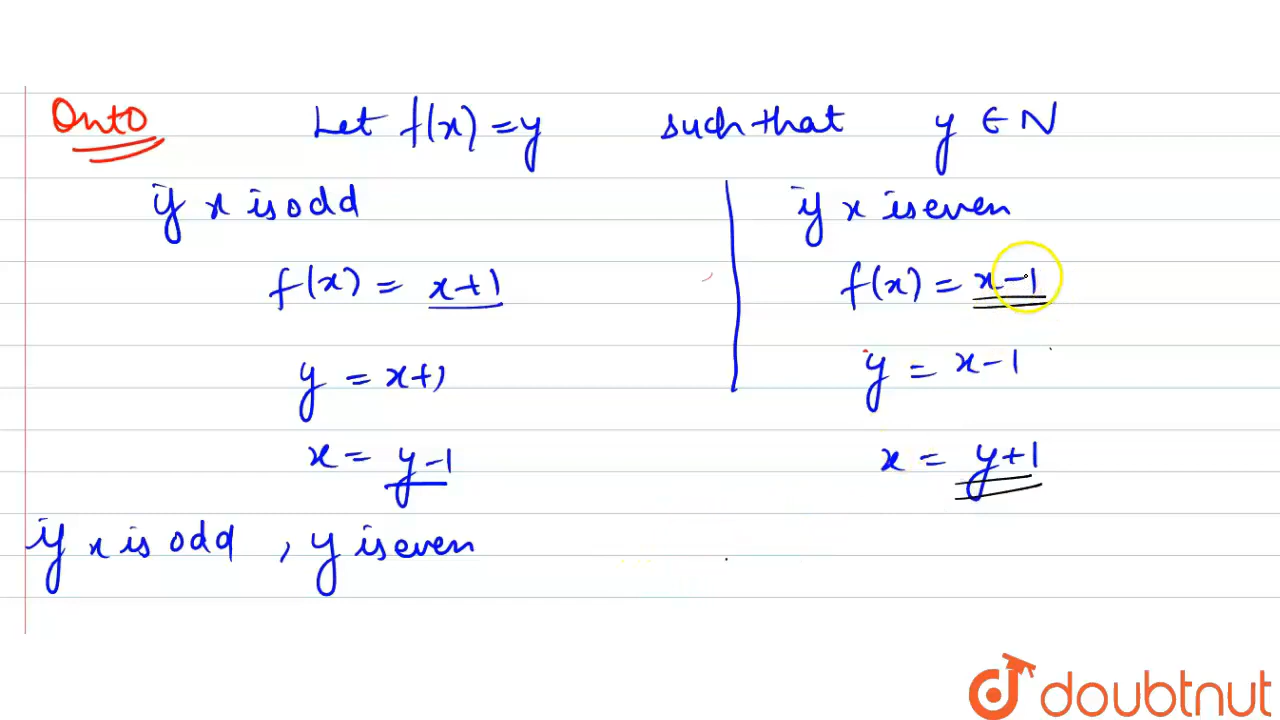 Onto Let f(x) = y such that y ∈ N
if x is odd
f(x) = x+1
y = x+1
x = y-1
if x is even
f(x) = x-1
y = x-1
x = y+1
if x is odd , y is even
doubtnut